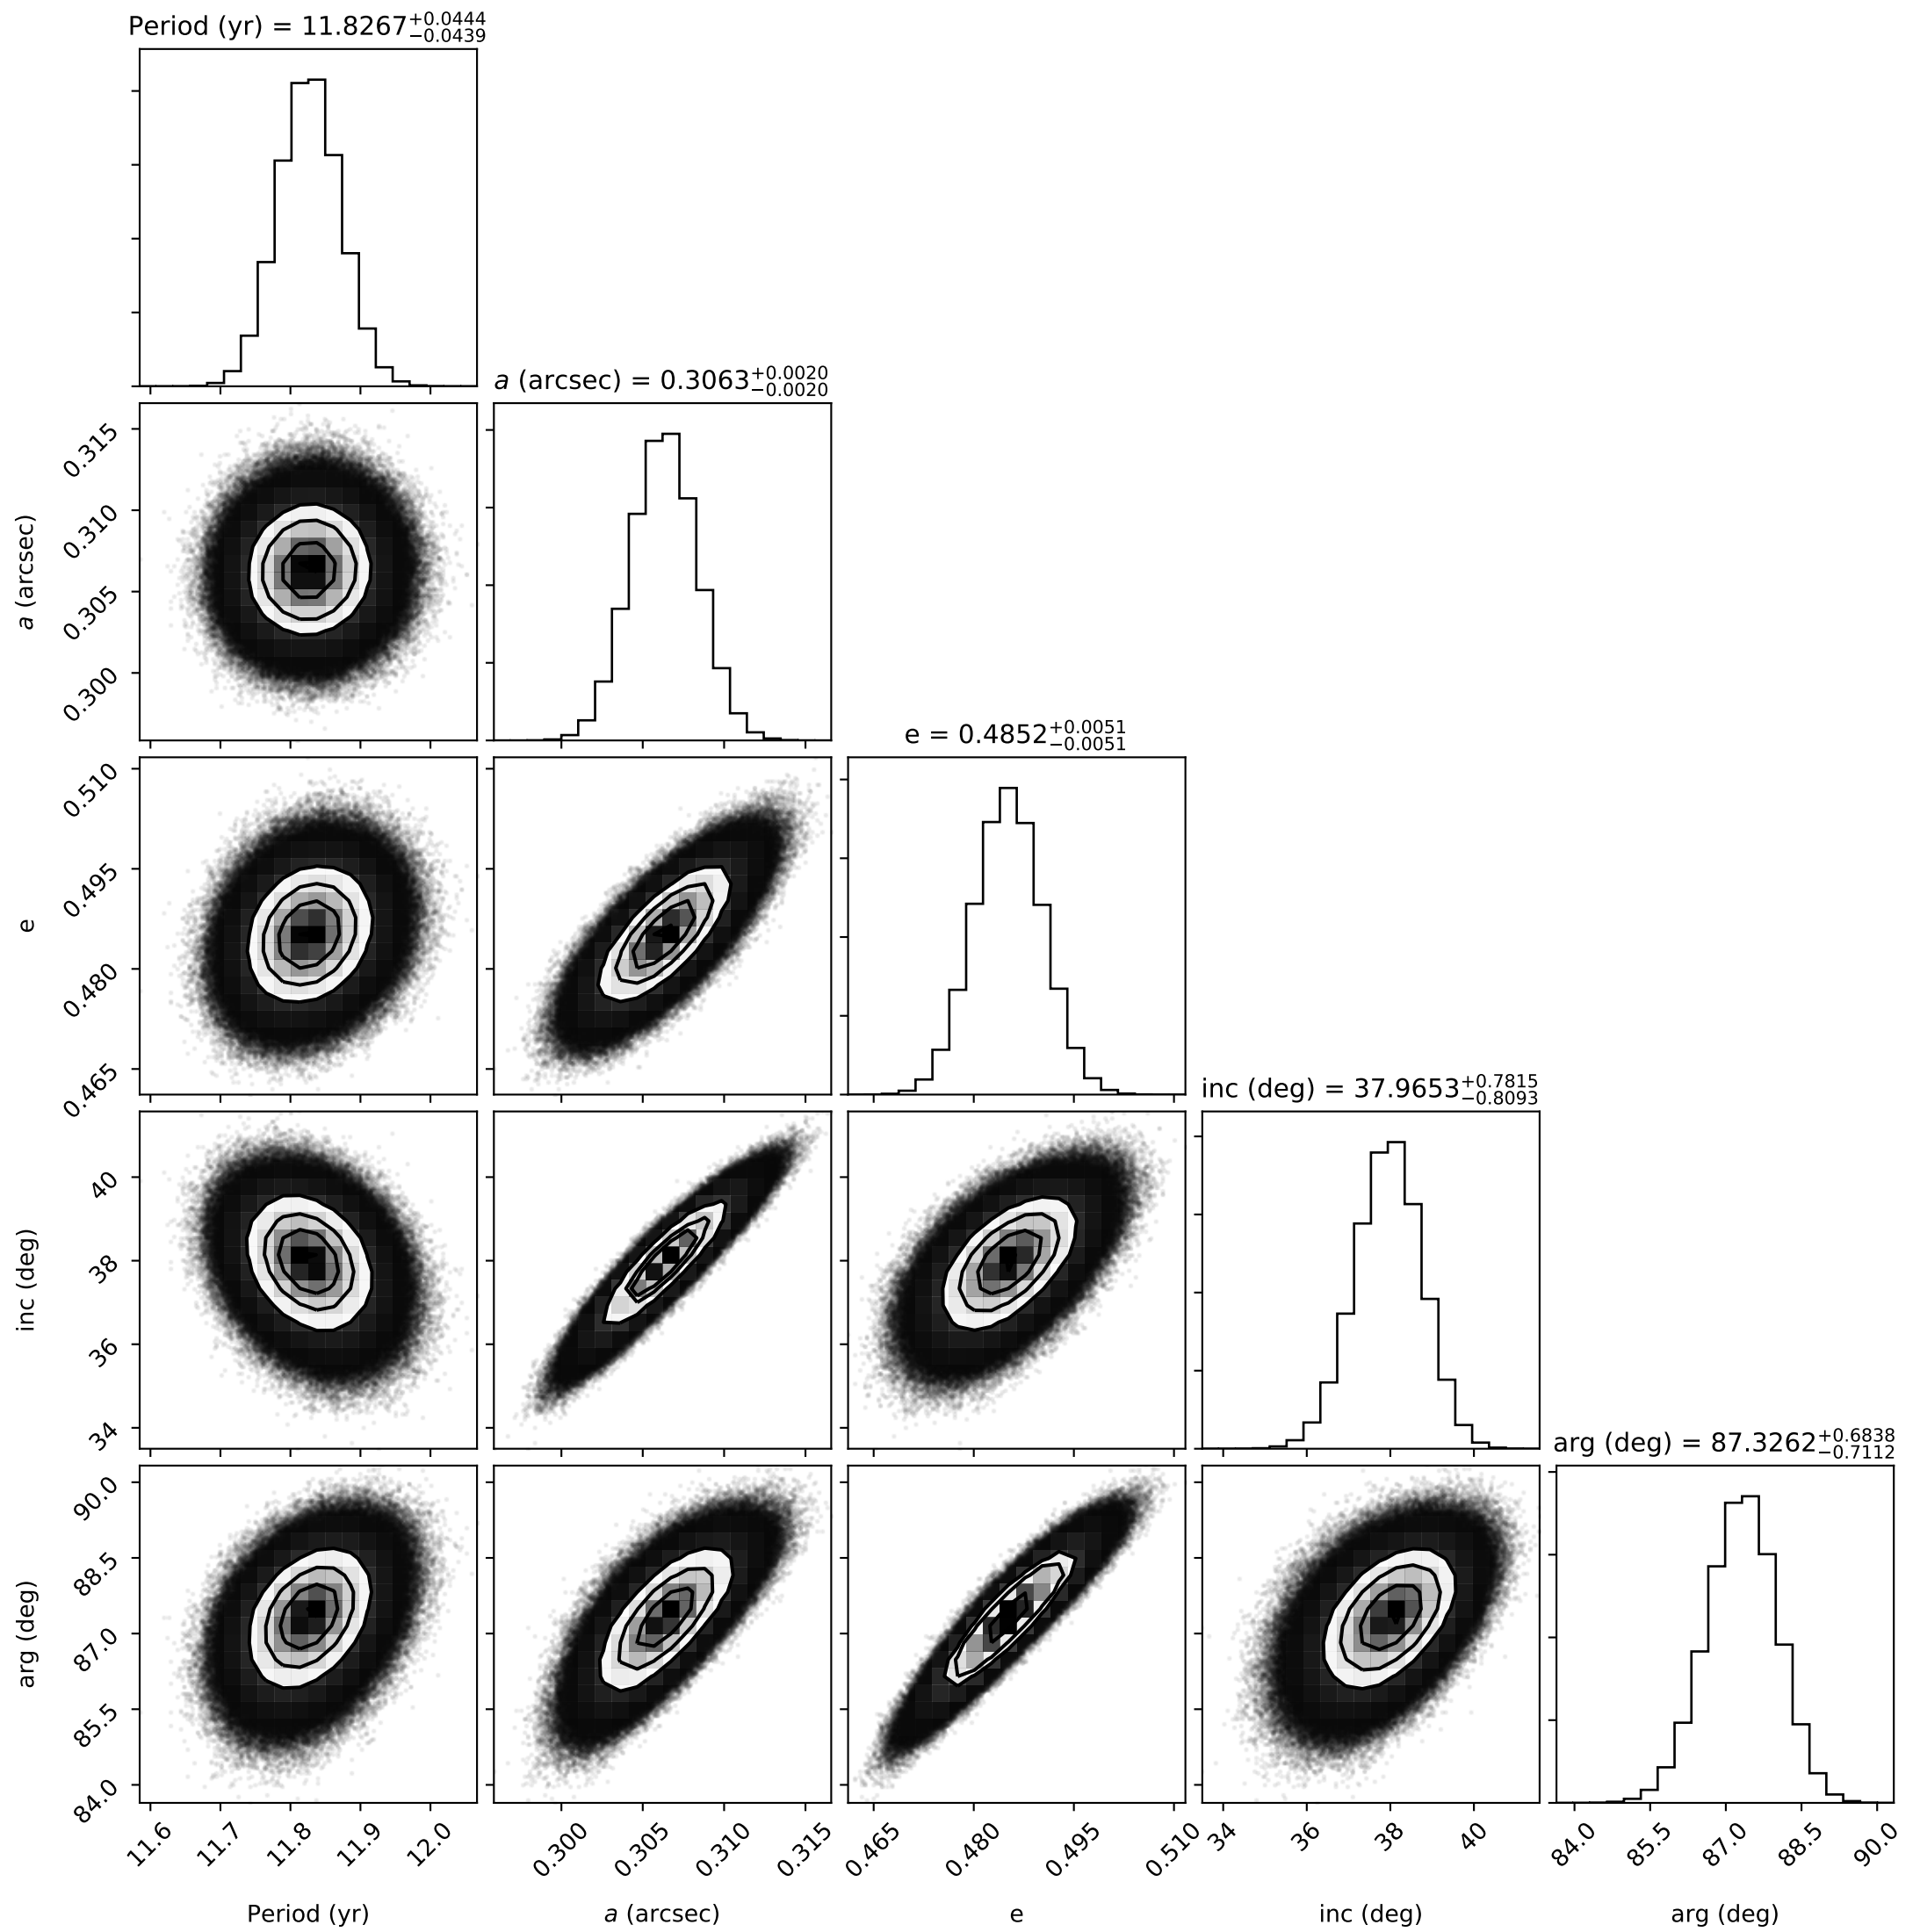 Period (yr) = 11.8267+0.0444−0.0439
a (arcsec) = 0.3063+0.0020−0.0020
0.315
0.310
0.305
0.300
a (arcsec)
e = 0.4852+0.0051−0.0051
0.510
0.495
0.480
0.465
e
inc (deg) = 37.9653+0.7815−0.8093
40
38
36
34
inc (deg)
arg (deg) = 87.3262+0.6838−0.7112
90.0
88.5
87.0
85.5
84.0
arg (deg)
11.6 11.7 11.8 11.9 12.0 0.300 0.305 0.310 0.315 0.465 0.480 0.495 0.510 34 36 38 40 84.0 85.5 87.0 88.5 90.0
Period (yr) a (arcsec) e inc (deg) arg (deg)